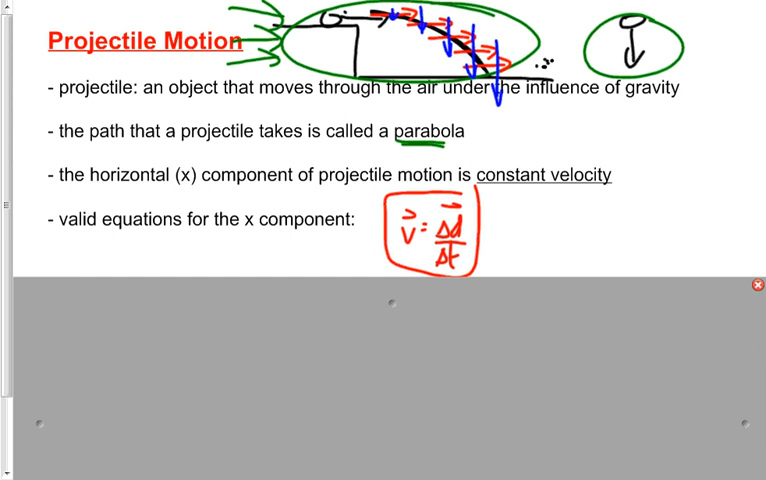 Projectile Motion
- projectile: an object that moves through the air under the influence of gravity
- the path that a projectile takes is called a parabola
- the horizontal (x) component of projectile motion is constant velocity
- valid equations for the x component:
v⃗ = Δd⃗/Δt